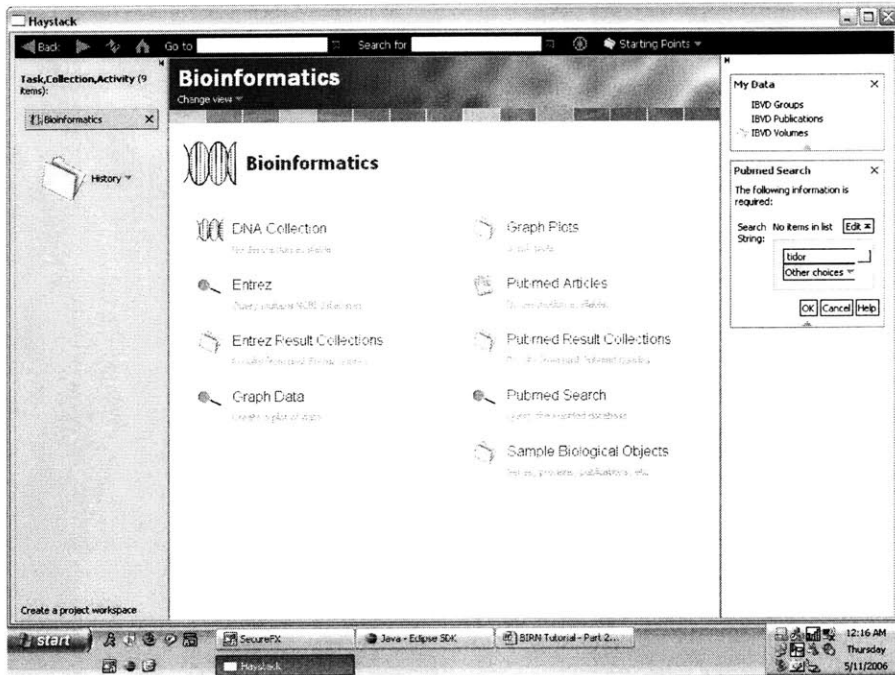 Haystack
Back Go to Search for Starting Points
Task,Collection,Activity (9 items):
Bioinformatics
History
Create a project workspace
Bioinformatics
Change view
Bioinformatics
DNA Collection
Entrez
Entrez Result Collections
Graph Data
Graph Plots
Pubmed Articles
Pubmed Result Collections
Pubmed Search
Sample Biological Objects
My Data
IBVD Groups
IBVD Publications
IBVD Volumes
Pubmed Search
The following information is
required:
Search No items in list Edit
String:
tidor
Other choices
OK Cancel Help
start SecureFX Java - Eclipse SDK BIRN Tutorial - Part 2... 12:16 AM
Thursday
Haystack 5/11/2006